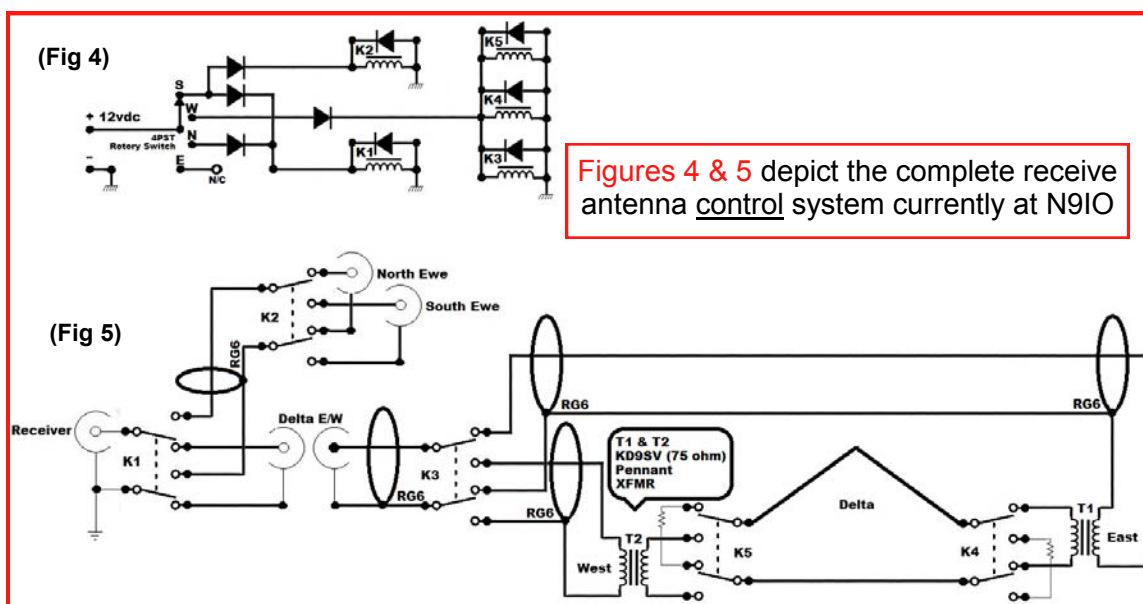 (Fig 4)
K2
K5
S
W
K4
+ 12vdc
4PST
Rotory Switch
N
K1
K3
-
E
N/C
Figures 4 & 5 depict the complete receive
antenna control system currently at N9IO
North Ewe
South Ewe
(Fig 5)
K2
RG6
Receiver
Delta E/W
RG6
RG6
K1
K3
T1 & T2
KD9SV (75 ohm)
Pennant
XFMR
RG6
RG6
Delta
T1
T2
K5
K4
East
West